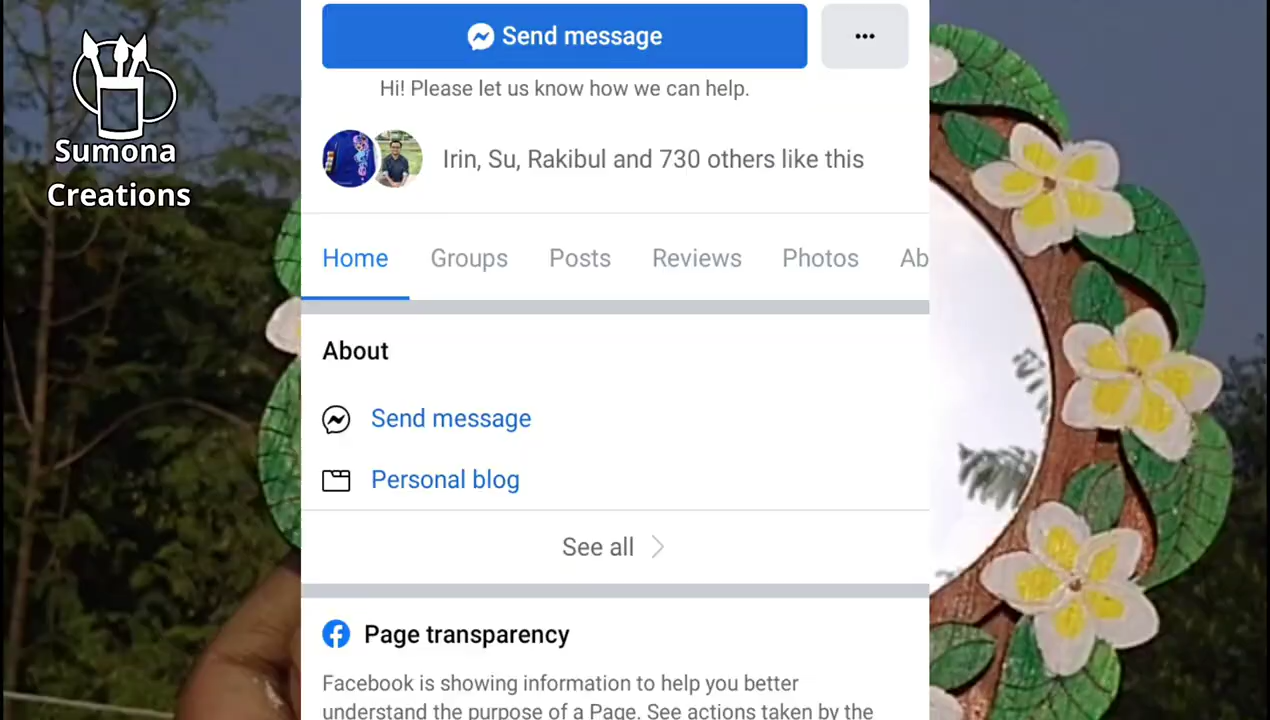 Sumona
Creations
Send message
Hi! Please let us know how we can help.
Irin, Su, Rakibul and 730 others like this
Home Groups Posts Reviews Photos Ab
About
Send message
Personal blog
See all
Page transparency
Facebook is showing information to help you better
understand the purpose of a Page. See actions taken by the